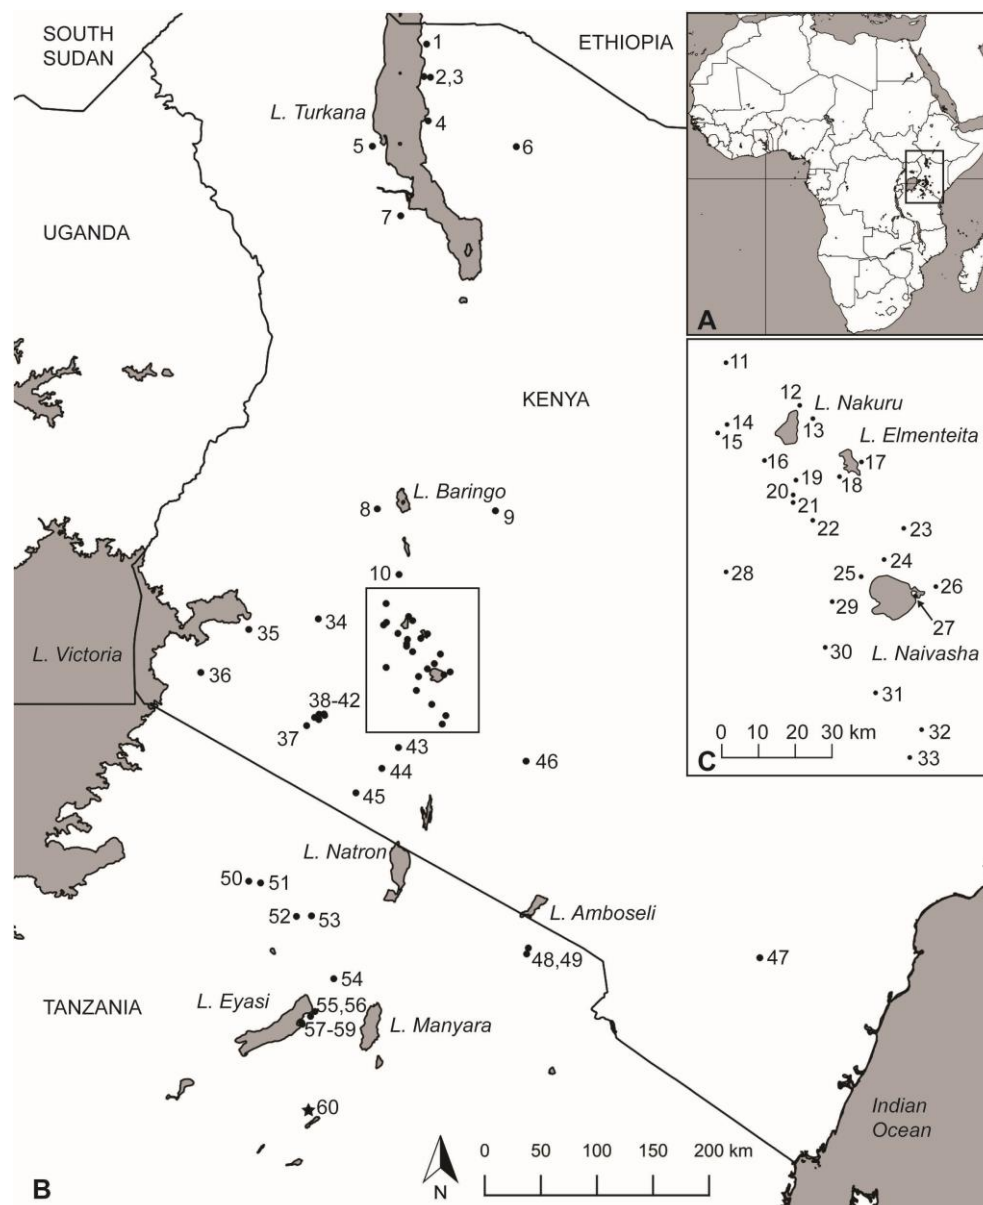 SOUTH
SUDAN
ETHIOPIA
1
2,3
L. Turkana
4
5
6
7
UGANDA
KENYA
L. Baringo
8
9
10
34
35
L. Victoria
36
38-42
37
43
46
44
45
L. Natron
50
51
L. Amboseli
52
53
48,49
47
54
TANZANIA
L. Eyasi
55,56
57-59
L. Manyara
60
Indian
Ocean
N
0 50 100 200 km
B
A
11
12
L. Nakuru
13
14
15
L. Elmenteita
16
17
18
19
20
21
22
23
24
25
26
28
29
27
30
L. Naivasha
31
32
0 10 20 30 km
33
C